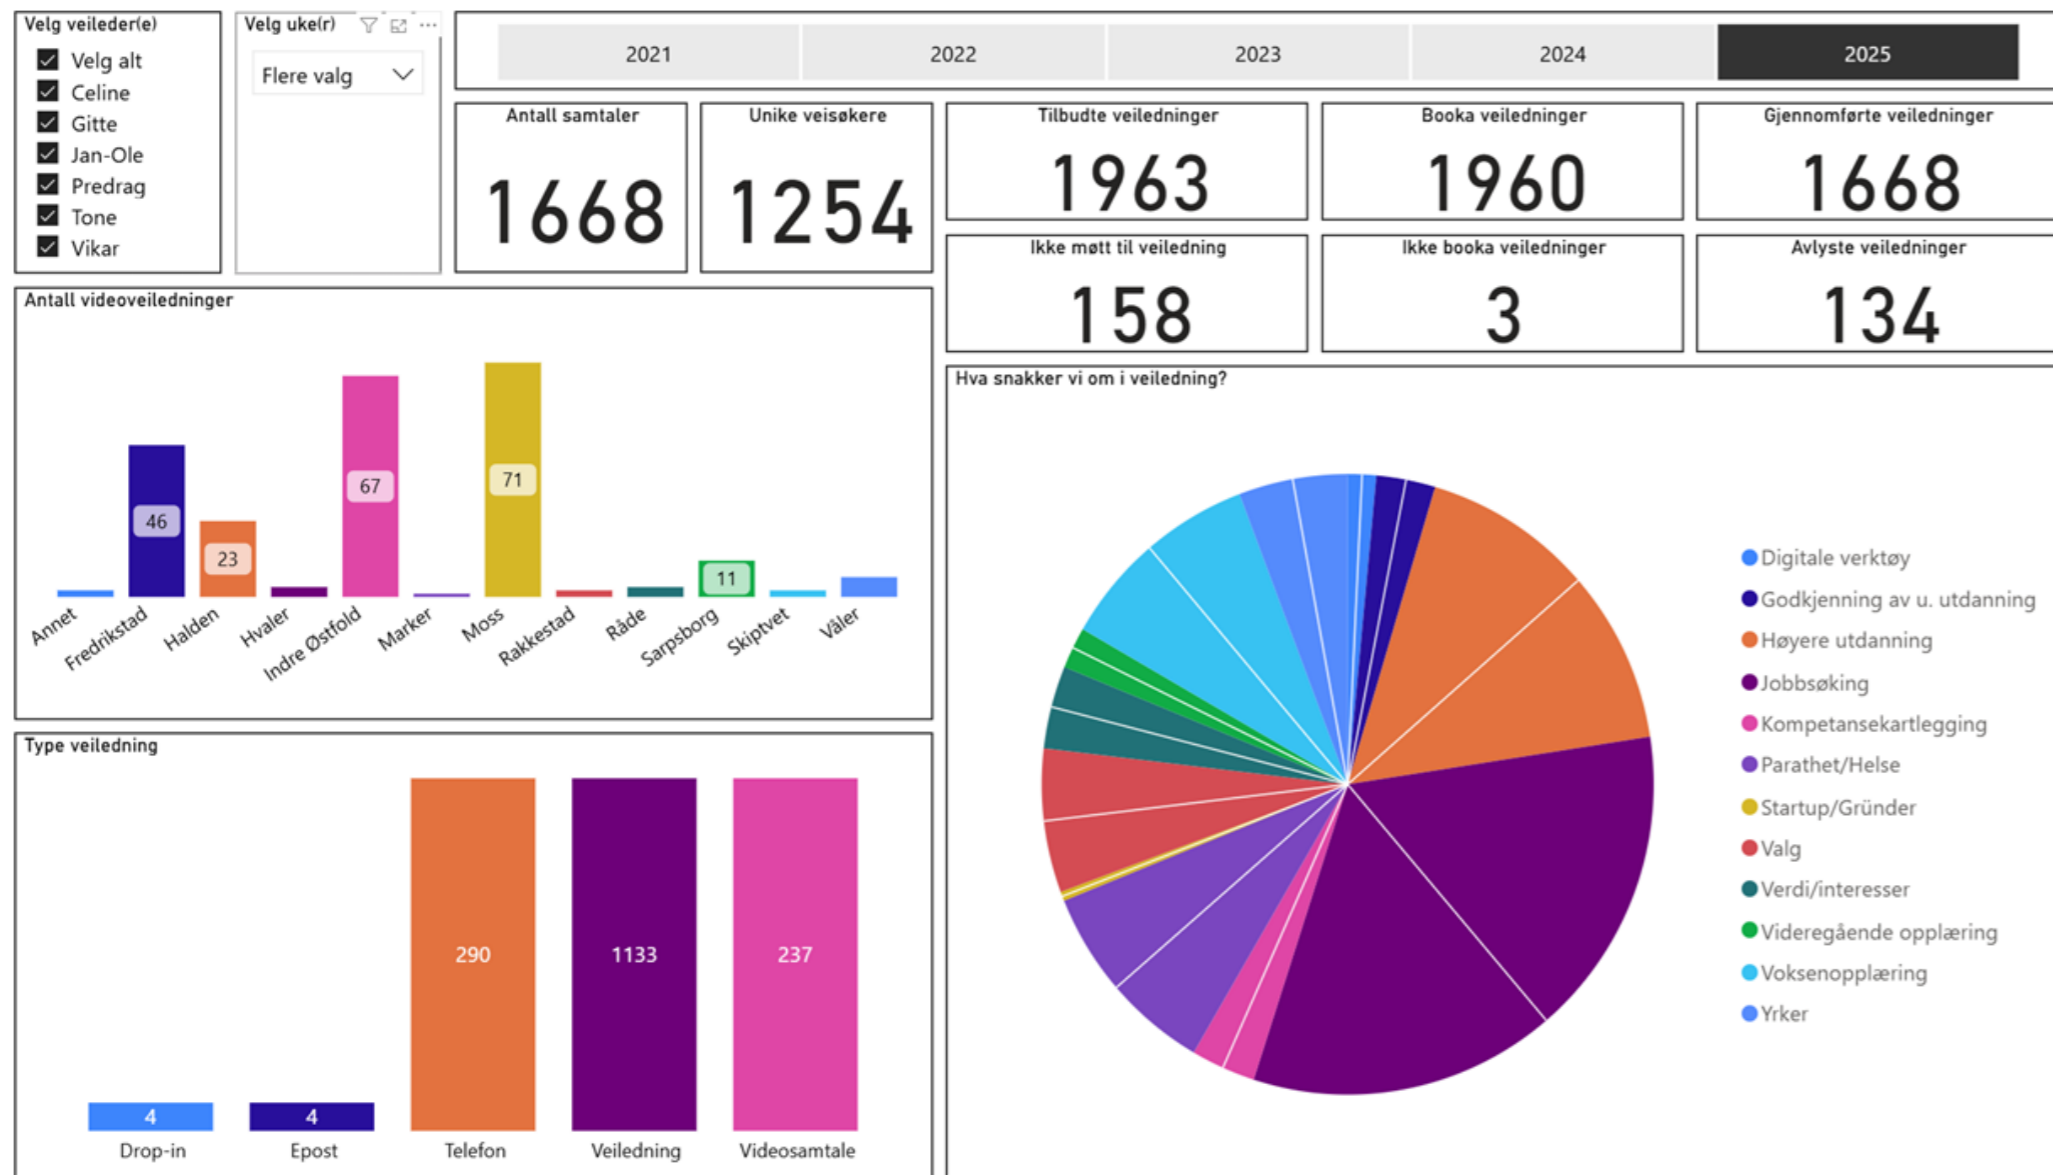 Velg veileder(e)
Velg alt
Celine
Gitte
Jan-Ole
Predrag
Tone
Vikar
Velg uke(r)
Flere valg
2021
2022
2023
2024
2025
Antall samtaler
1668
Unike veisøkere
1254
Tilbudte veiledninger
1963
Booka veiledninger
1960
Gjennomførte veiledninger
1668
Ikke møtt til veiledning
158
Ikke booka veiledninger
3
Avlyste veiledninger
134
Antall videoveiledninger
46
23
67
71
11
Annet
Fredrikstad
Halden
Hvaler
Indre Østfold
Marker
Moss
Rakkestad
Råde
Sarpsborg
Skiptvet
Våler
Type veiledning
4
4
290
1133
237
Drop-in
Epost
Telefon
Veiledning
Videosamtale
Hva snakker vi om i veiledning?
Digitale verktøy
Godkjenning av u. utdanning
Høyere utdanning
Jobbsøking
Kompetansekartlegging
Parathet/Helse
Startup/Gründer
Valg
Verdi/interesser
Videregående opplæring
Voksenopplæring
Yrker